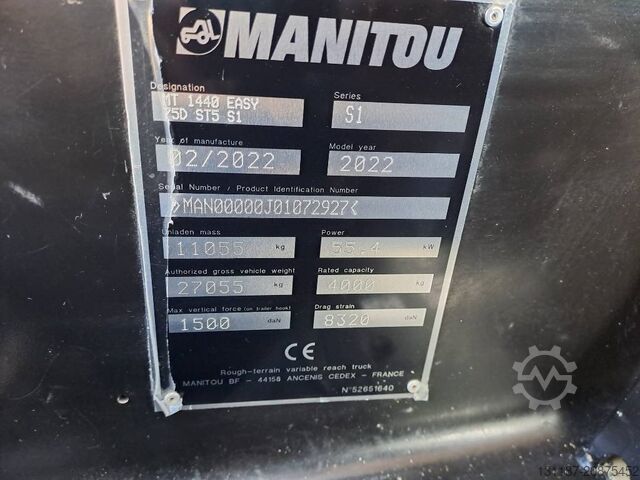 MANITOU
Designation
MT 1440 EASY
75D ST5 S1
Series
S1
Year of manufacture
02/2022
Model year
2022
Serial Number / Product Identification Number
MAN00000J01072927
Unladen mass
11055 kg
Power
55.4 kW
Authorized gross vehicle weight
27055 kg
Rated capacity
4000 kg
Max vertical force (on trailer hook)
1500 daN
Drag strain
8320 daN
CE
Rough-terrain variable reach truck
MANITOU BF - 44158 ANCENIS CEDEX - FRANCE
N°52651640
131187-20875452